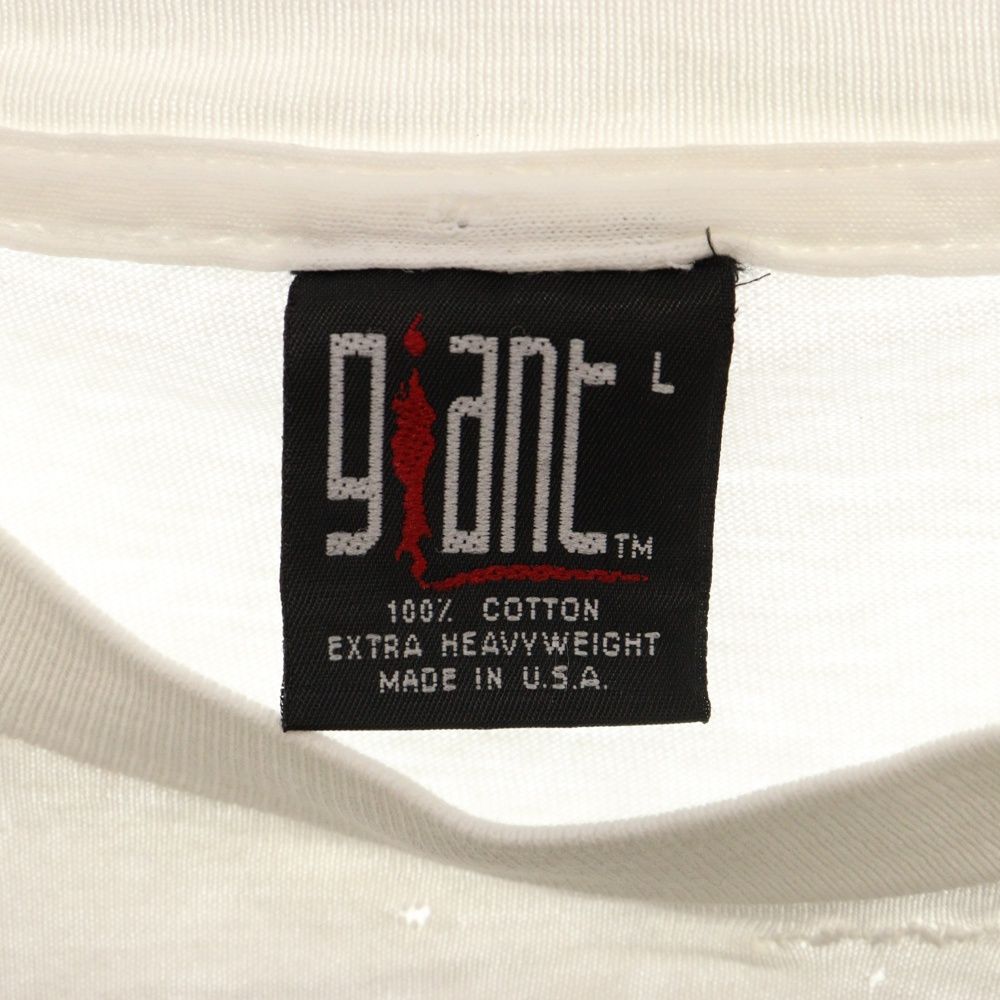 giant L
TM
100% COTTON
EXTRA HEAVYWEIGHT
MADE IN U.S.A.